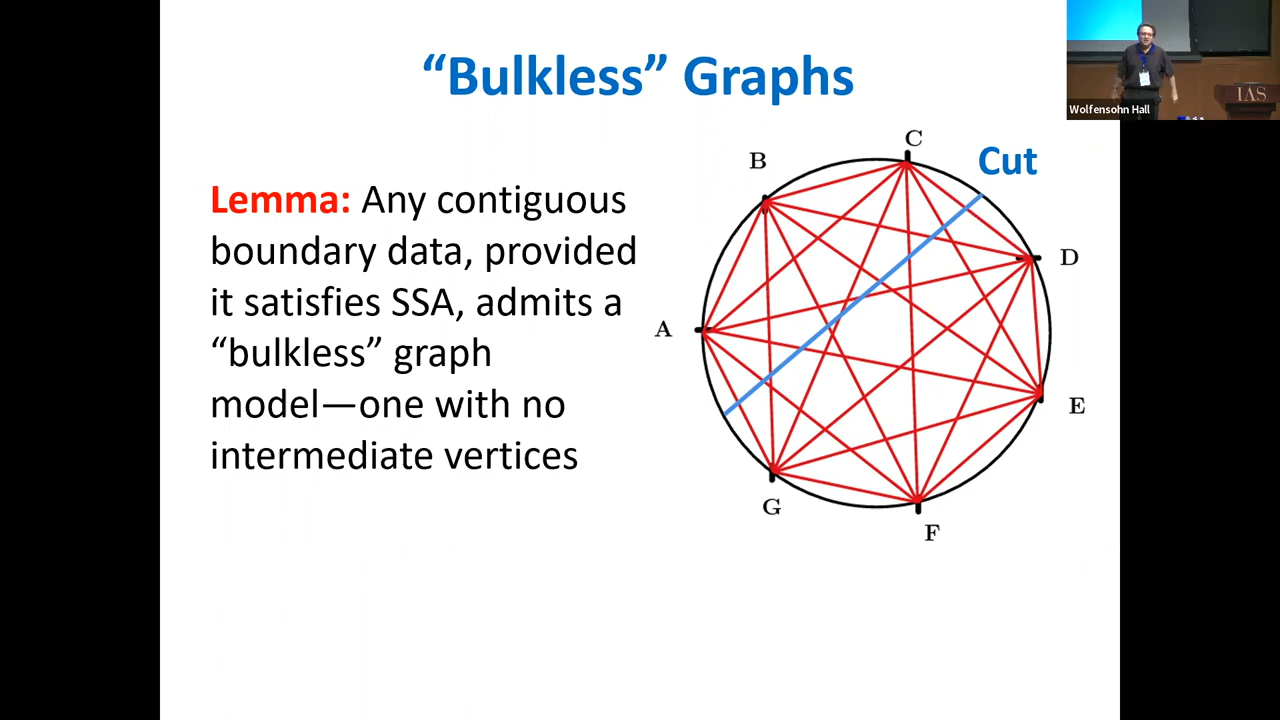 “Bulkless” Graphs
Lemma: Any contiguous
boundary data, provided
it satisfies SSA, admits a
“bulkless” graph
model—one with no
intermediate vertices
A
B
C
Cut
D
E
F
G
IAS
Wolfensohn Hall